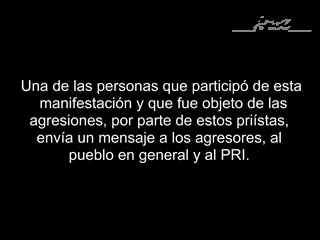 Una de las personas que participó de esta
manifestación y que fue objeto de las
agresiones, por parte de estos priístas,
envía un mensaje a los agresores, al
pueblo en general y al PRI.